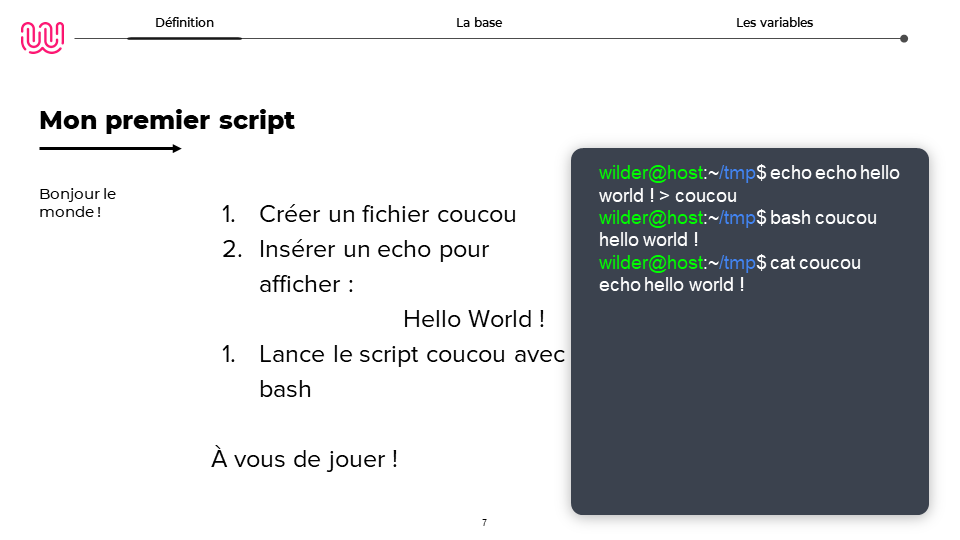 Définition
La base
Les variables
Mon premier script
Bonjour le
monde !
1. Créer un fichier coucou
2. Insérer un echo pour
afficher :
Hello World !
1. Lance le script coucou avec
bash
À vous de jouer !
wilder@host:~/tmp$ echo echo hello
world ! > coucou
wilder@host:~/tmp$ bash coucou
hello world !
wilder@host:~/tmp$ cat coucou
echo hello world !
7